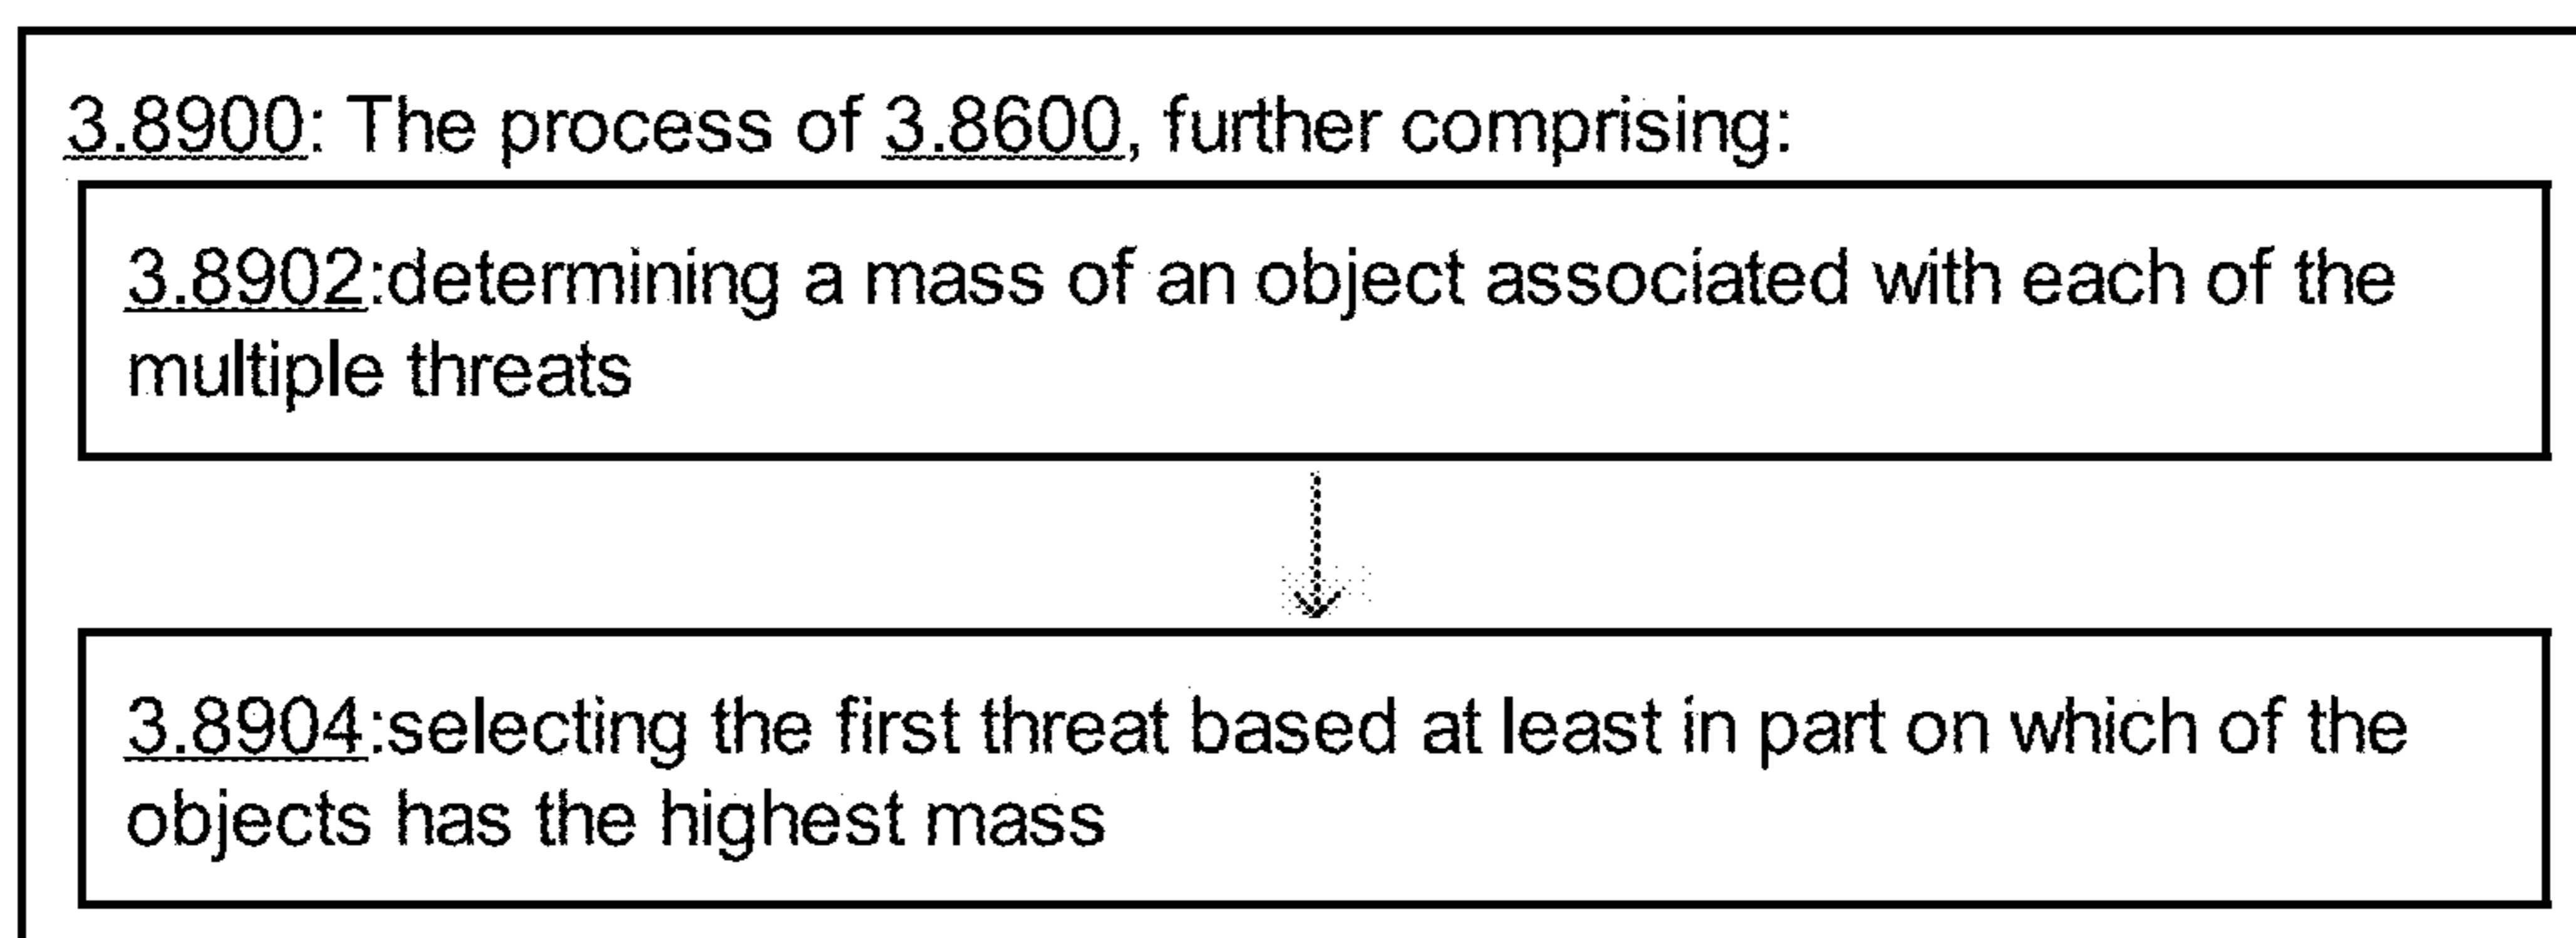 3.8900: The process of 3.8600, further comprising:
3.8902:determining a mass of an object associated with each of the
multiple threats
3.8904:selecting the first threat based at least in part on which of the
objects has the highest mass